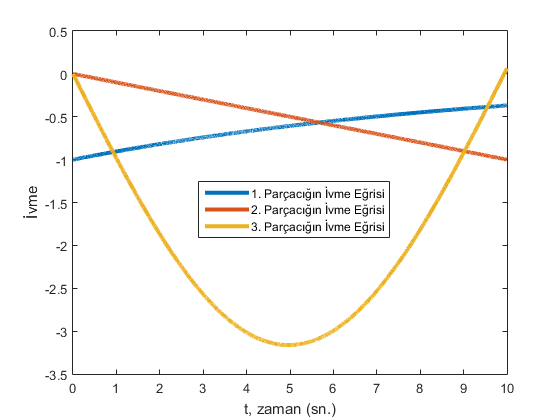 0.5
0
-0.5
-1
-1.5
-2
-2.5
-3
-3.5
İvme
1. Parçacığın İvme Eğrisi
2. Parçacığın İvme Eğrisi
3. Parçacığın İvme Eğrisi
0 1 2 3 4 5 6 7 8 9 10
t, zaman (sn.)